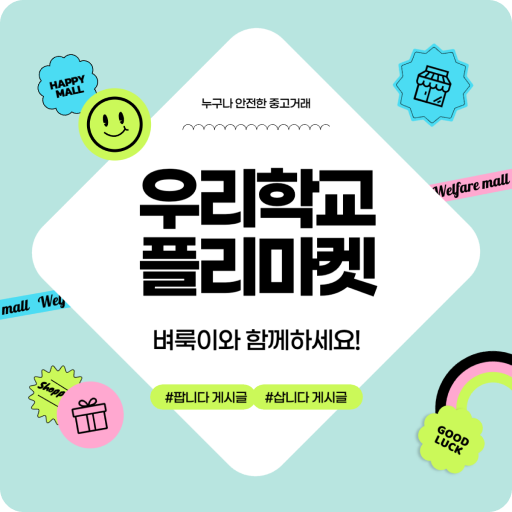 HAPPY
MALL
누구나 안전한 중고거래
우리학교
플리마켓
Welfare mall
mall
벼룩이와 함께하세요!
#팝니다 게시글 #삽니다 게시글
GOOD
LUCK